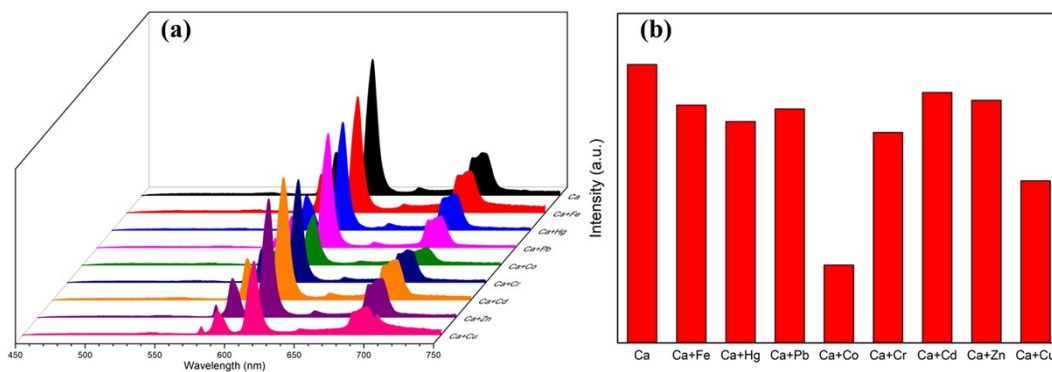 (a)
Ca
Ca+Fe
Ca+Hg
Ca+Pb
Ca+Co
Ca+Cr
Ca+Cd
Ca+Zn
Ca+Cu
450 500 550 600 650 700 750
Wavelength (nm)
(b)
Intensity (a.u.)
Ca Ca+Fe Ca+Hg Ca+Pb Ca+Co Ca+Cr Ca+Cd Ca+Zn Ca+Cu